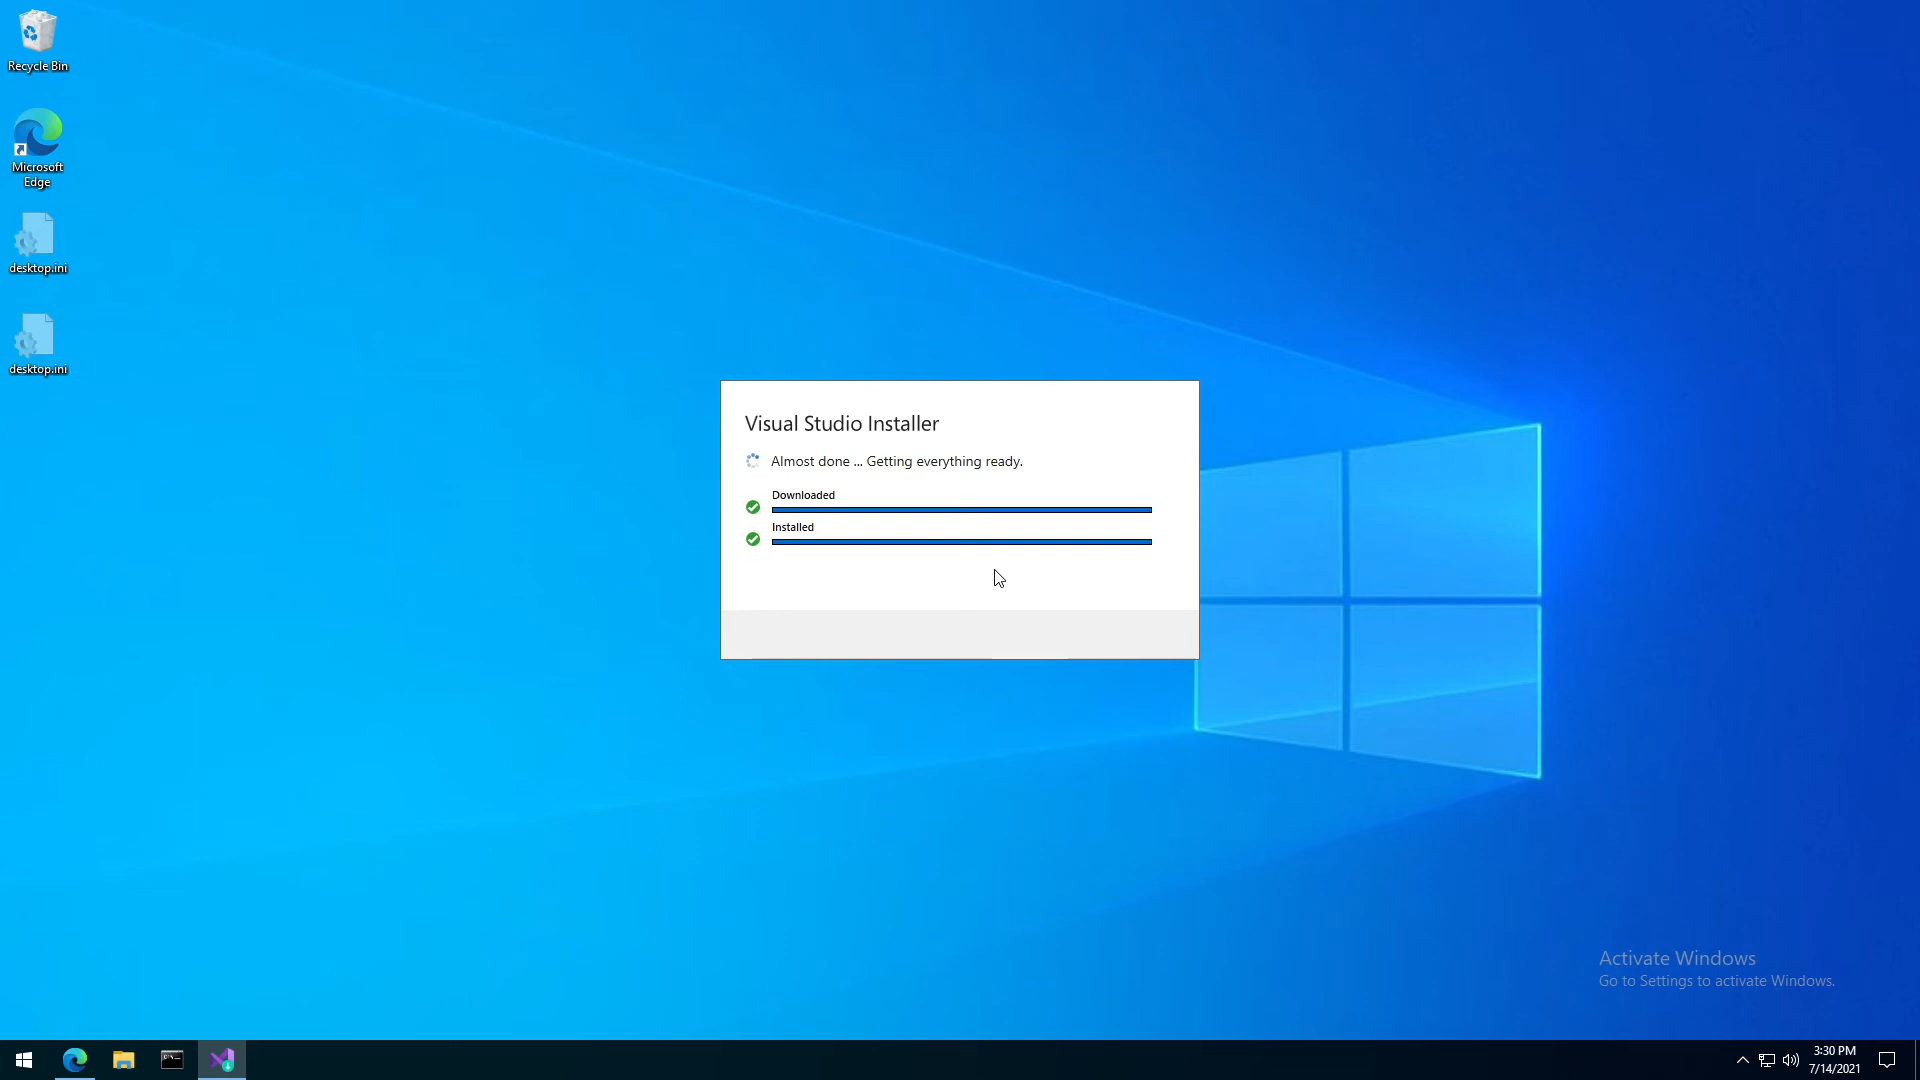 Recycle Bin
Microsoft
Edge
desktop.ini
desktop.ini
Visual Studio Installer
Almost done ... Getting everything ready.
Downloaded
Installed
Activate Windows
Go to Settings to activate Windows.
3:30 PM
7/14/2021